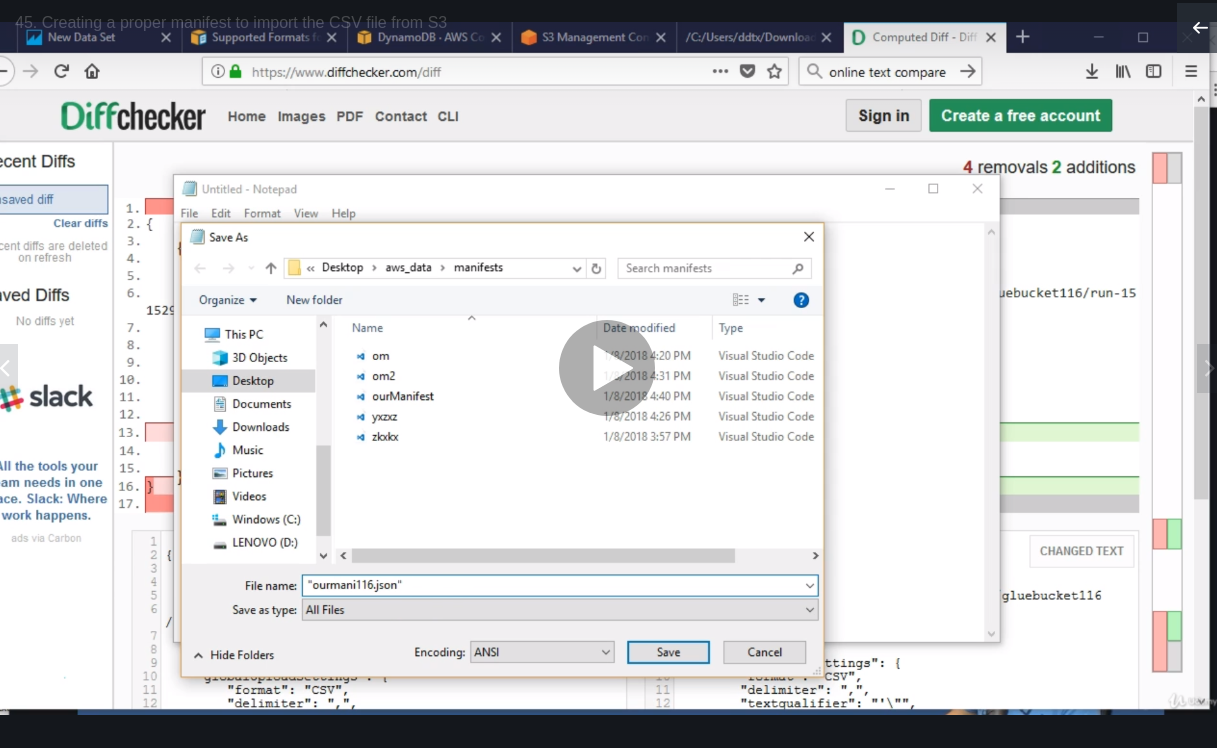 45. Creating a proper manifest to import the CSV file from S3
New Data Set
Supported Formats f
DynamoDB - AWS Co
S3 Management Con
/C:/Users/ddtx/Downloa
Computed Diff - Diff
https://www.diffchecker.com/diff
online text compare
Diffchecker
Home Images PDF Contact CLI
Sign in
Create a free account
ecent Diffs
nsaved diff
Clear diffs
cent diffs are deleted
on refresh
aved Diffs
No diffs yet
slack
All the tools your
eam needs in one
ace. Slack: Where
work happens.
ads via Carbon
4 removals 2 additions
1.
2. {
3.
4.
5.
6.
uebucket116/run-15
1529
7.
8.
9.
10.
11.
12.
13.
14.
15.
16. }
17.
Untitled - Notepad
File Edit Format View Help
Save As
« Desktop › aws_data › manifests
Search manifests
Organize
New folder
This PC
3D Objects
Desktop
Documents
Downloads
Music
Pictures
Videos
Windows (C:)
LENOVO (D:)
Name Date modified Type
om 1/8/2018 4:20 PM Visual Studio Code
om2 1/8/2018 4:31 PM Visual Studio Code
ourManifest 1/8/2018 4:40 PM Visual Studio Code
yxzxz 1/8/2018 4:26 PM Visual Studio Code
zkxkx 1/8/2018 3:57 PM Visual Studio Code
File name: "ourmani116.json"
Save as type: All Files
Hide Folders
Encoding: ANSI
Save
Cancel
CHANGED TEXT
1
2 {
3
4
5
6
/
7
8
9
10
11 "format": "CSV",
12 "delimiter": ",",
gluebucket116
ttings": {
11 "delimiter": ",",
12 "textqualifier": "'\"",